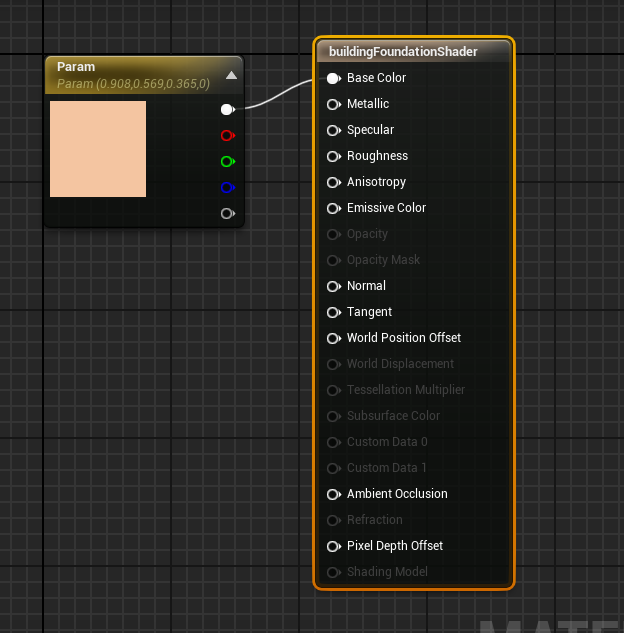 Param
Param (0.908,0.569,0.365,0)
buildingFoundationShader
Base Color
Metallic
Specular
Roughness
Anisotropy
Emissive Color
Opacity
Opacity Mask
Normal
Tangent
World Position Offset
World Displacement
Tessellation Multiplier
Subsurface Color
Custom Data 0
Custom Data 1
Ambient Occlusion
Refraction
Pixel Depth Offset
Shading Model